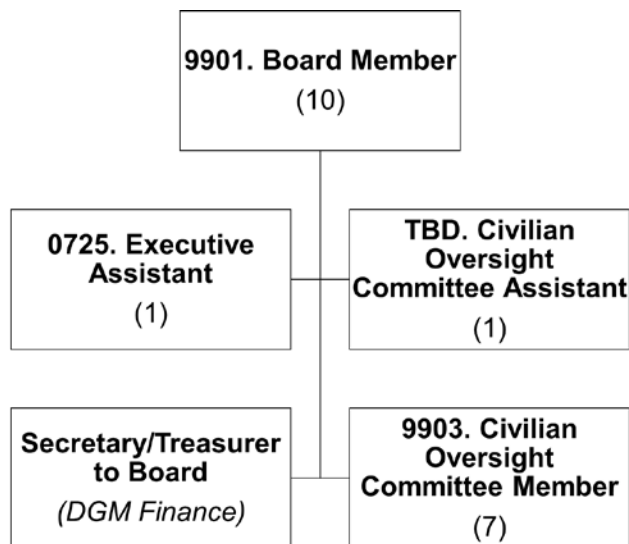 9901. Board Member
(10)
0725. Executive
Assistant
(1)
TBD. Civilian
Oversight
Committee Assistant
(1)
Secretary/Treasurer
to Board
(DGM Finance)
9903. Civilian
Oversight
Committee Member
(7)